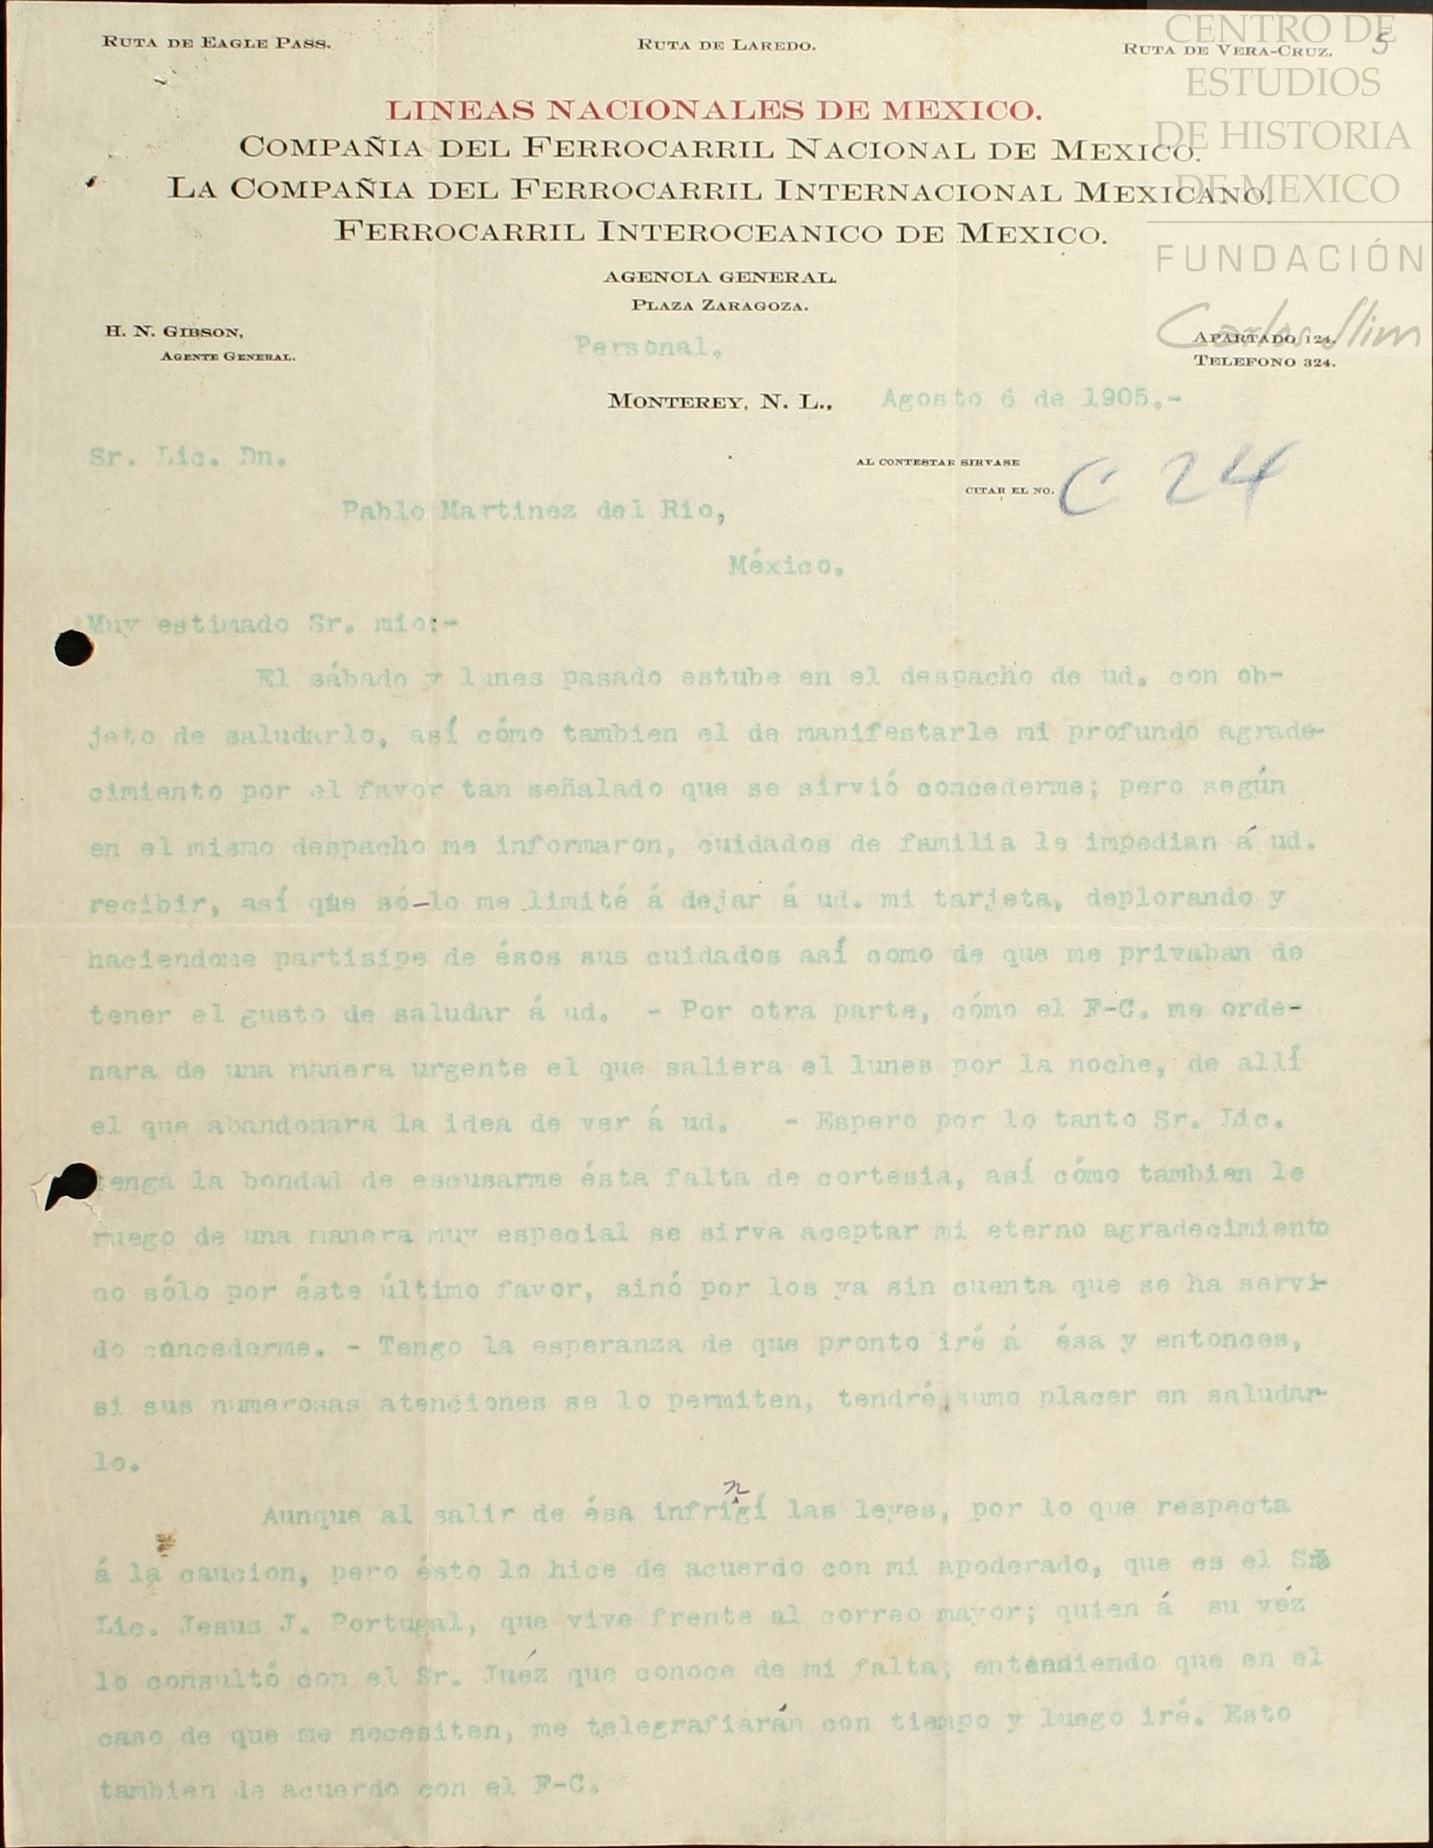 RUTA DE EAGLE PASS. RUTA DE LAREDO. RUTA DE VERA-CRUZ. 5
CENTRO DE
ESTUDIOS
DE HISTORIA
DE MEXICO
FUNDACIÓN
Carlos Slim
LINEAS NACIONALES DE MEXICO.
COMPAÑIA DEL FERROCARRIL NACIONAL DE MEXICO.
LA COMPAÑIA DEL FERROCARRIL INTERNACIONAL MEXICANO.
FERROCARRIL INTEROCEANICO DE MEXICO.
AGENCIA GENERAL.
PLAZA ZARAGOZA.
H. N. GIBSON,
AGENTE GENERAL.
Personal.
APARTADO 124.
TELEFONO 324.
MONTEREY, N. L., Agosto 6 de 1905.-
Sr. Lic. Dn.
AL CONTESTAR SIRVASE
CITAR EL NO. C 24
Pablo Martinez del Rio,
México.
Muy estimado Sr. mio:-
El sábado y lunes pasado estube en el despacho de ud. con ob-
jeto de saludarlo, así cómo tambien el de manifestarle mi profundo agrade-
cimiento por el favor tan señalado que se sirvió concederme; pero según
en el mismo despacho me informaron, cuidados de familia le impedian á ud.
recibir, así que só-lo me limité á dejar á ud. mi tarjeta, deplorando y
haciendome partisipe de ésos sus cuidados así como de que me privaban de
tener el gusto de saludar á ud. - Por otra parte, cómo el F-C. me orde-
nara de una manera urgente el que saliera el lunes por la noche, de allí
el que abandonara la idea de ver á ud. - Espero por lo tanto Sr. Lic.
tenga la bondad de escusarme ésta falta de cortesia, así cómo tambien le
ruego de una manera muy especial se sirva aceptar mi eterno agradecimiento
no sólo por éste último favor, sinó por los ya sin cuenta que se ha servi-
do concederme. - Tengo la esperanza de que pronto iré á ésa y entonces,
si sus numerosas atenciones se lo permiten, tendré sumo placer en saludar-
lo.
Aunque al salir de ésa infringí las leyes, por lo que respecta
á la caucion, pero ésto lo hice de acuerdo con mi apoderado, que es el Sr.
Lic. Jesus J. Portugal, que vive frente al correo mayor; quien á su véz
lo consultó con el Sr. Juéz que conoce de mi falta; entendiendo que en el
caso de que me necesiten, me telegrafiarán con tiempo y luego iré. Esto
tambien de acuerdo con el F-C.